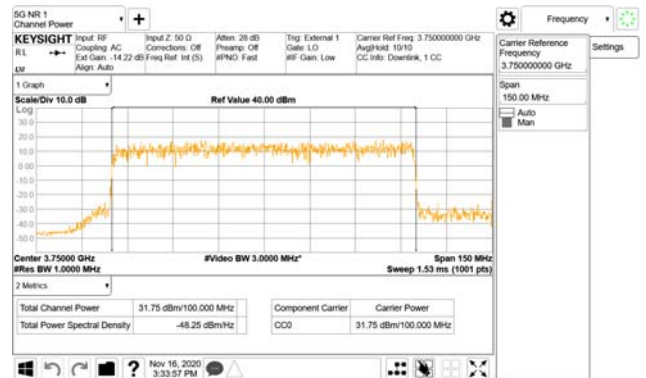 5G NR 1
Channel Power
Frequency
KEYSIGHT Input: RF Input Z: 50 Ω Atten: 28 dB Trig: External 1 Carrier Ref Freq: 3.750000000 GHz
RL Coupling: AC Corrections: Off Preamp: Off Gate: LO Avg|Hold: 10/10
Ext Gain: -14.22 dB Freq Ref: Int (S) #PNO: Fast #IF Gain: Low CC Info: Downlink, 1 CC
Align: Auto
Carrier Reference
Frequency
3.750000000 GHz
Settings
Span
150.00 MHz
Auto
Man
1 Graph
Scale/Div 10.0 dB Ref Value 40.00 dBm
Log
30.0
20.0
10.0
0.00
-10.0
-20.0
-30.0
-40.0
-50.0
Center 3.75000 GHz #Video BW 3.0000 MHz* Span 150 MHz
#Res BW 1.0000 MHz Sweep 1.53 ms (1001 pts)
2 Metrics
Total Channel Power 31.75 dBm/100.000 MHz Component Carrier Carrier Power
Total Power Spectral Density -48.25 dBm/Hz CC0 31.75 dBm/100.000 MHz
? Nov 16, 2020
3:33:57 PM